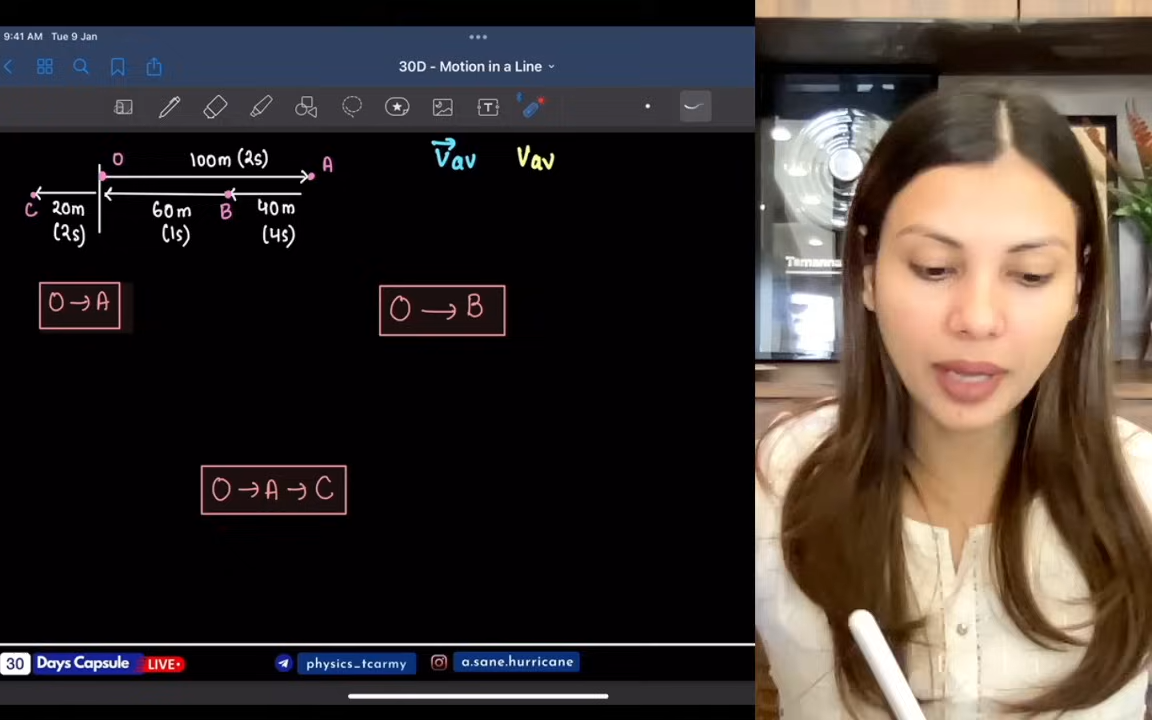 9:41 AM Tue 9 Jan
30D - Motion in a Line
O 100m (2s) A
V⃗av Vav
C 20m 60m B 40m
(2s) (1s) (4s)
O→A
O→B
O→A→C
Tamanna
30 Days Capsule LIVE
physics_tcarmy
a.sane.hurricane